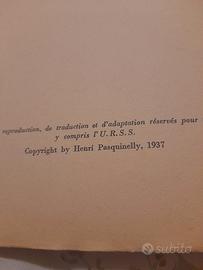 reproduction, de traduction et d'adaptation réservés pour
y compris l'U.R.S.S.
Copyright by Henri Pasquinelly, 1937
subito